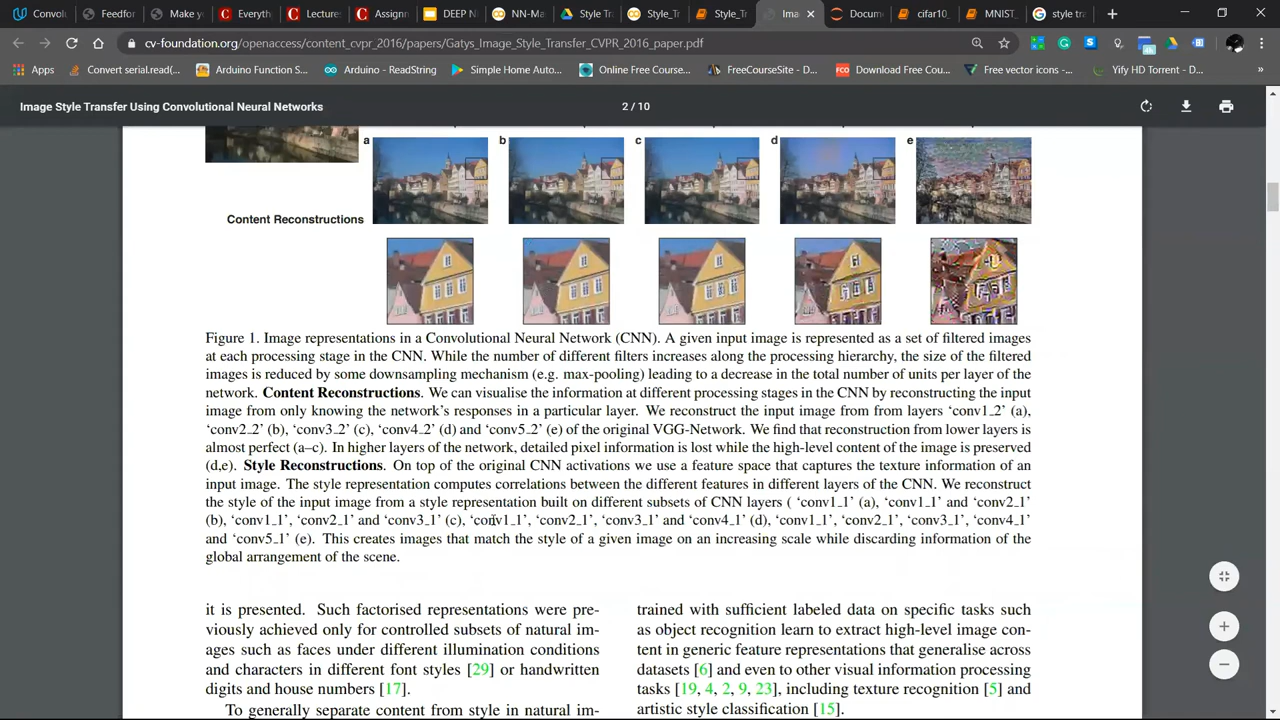 Convolu
Feedfor
Make yo
Everyth
Lectures
Assignm
DEEP NE
NN-Ma
Style Tra
Style_Tr
Style_Tr
Ima
Docume
cifar10_
MNIST_
style tra
cv-foundation.org/openaccess/content_cvpr_2016/papers/Gatys_Image_Style_Transfer_CVPR_2016_paper.pdf
Apps
Convert serial.read(...
Arduino Function S...
Arduino - ReadString
Simple Home Auto...
Online Free Course...
FreeCourseSite - D...
Download Free Cou...
Free vector icons -...
Yify HD Torrent - D...
Image Style Transfer Using Convolutional Neural Networks
2 / 10
a
b
c
d
e
Content Reconstructions
Figure 1. Image representations in a Convolutional Neural Network (CNN). A given input image is represented as a set of filtered images
at each processing stage in the CNN. While the number of different filters increases along the processing hierarchy, the size of the filtered
images is reduced by some downsampling mechanism (e.g. max-pooling) leading to a decrease in the total number of units per layer of the
network. Content Reconstructions. We can visualise the information at different processing stages in the CNN by reconstructing the input
image from only knowing the network's responses in a particular layer. We reconstruct the input image from from layers 'conv1_2' (a),
'conv2_2' (b), 'conv3_2' (c), 'conv4_2' (d) and 'conv5_2' (e) of the original VGG-Network. We find that reconstruction from lower layers is
almost perfect (a–c). In higher layers of the network, detailed pixel information is lost while the high-level content of the image is preserved
(d,e). Style Reconstructions. On top of the original CNN activations we use a feature space that captures the texture information of an
input image. The style representation computes correlations between the different features in different layers of the CNN. We reconstruct
the style of the input image from a style representation built on different subsets of CNN layers ( 'conv1_1' (a), 'conv1_1' and 'conv2_1'
(b), 'conv1_1', 'conv2_1' and 'conv3_1' (c), 'conv1_1', 'conv2_1', 'conv3_1' and 'conv4_1' (d), 'conv1_1', 'conv2_1', 'conv3_1', 'conv4_1'
and 'conv5_1' (e). This creates images that match the style of a given image on an increasing scale while discarding information of the
global arrangement of the scene.
it is presented. Such factorised representations were pre-
viously achieved only for controlled subsets of natural im-
ages such as faces under different illumination conditions
and characters in different font styles [29] or handwritten
digits and house numbers [17].
To generally separate content from style in natural im-
trained with sufficient labeled data on specific tasks such
as object recognition learn to extract high-level image con-
tent in generic feature representations that generalise across
datasets [6] and even to other visual information processing
tasks [19, 4, 2, 9, 23], including texture recognition [5] and
artistic style classification [15].